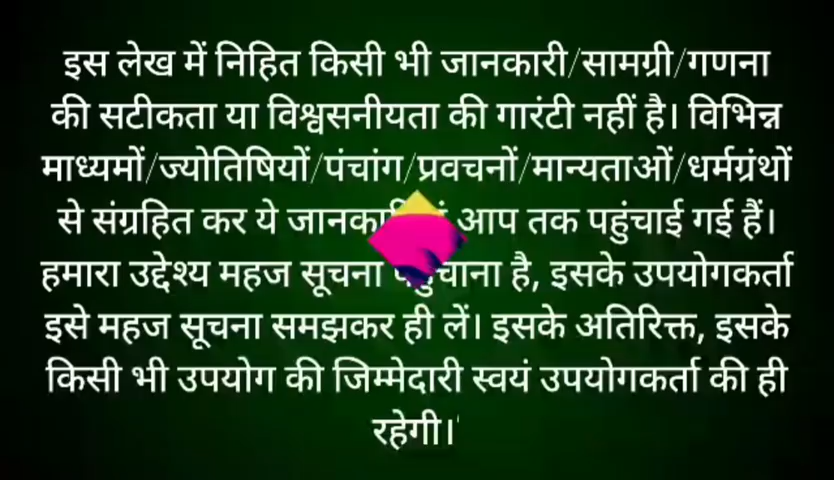 इस लेख में निहित किसी भी जानकारी/सामग्री/गणना
की सटीकता या विश्वसनीयता की गारंटी नहीं है। विभिन्न
माध्यमों/ज्योतिषियों/पंचांग/प्रवचनों/मान्यताओं/धर्मग्रंथों
से संग्रहित कर ये आप तक पहुंचाई गई हैं।
हमारा उद्देश्य महज सूचना है, इसके उपयोगकर्ता
इसे महज सूचना समझकर ही लें। इसके अतिरिक्त, इसके
किसी भी उपयोग की जिम्मेदारी स्वयं उपयोगकर्ता की ही
रहेगी।'